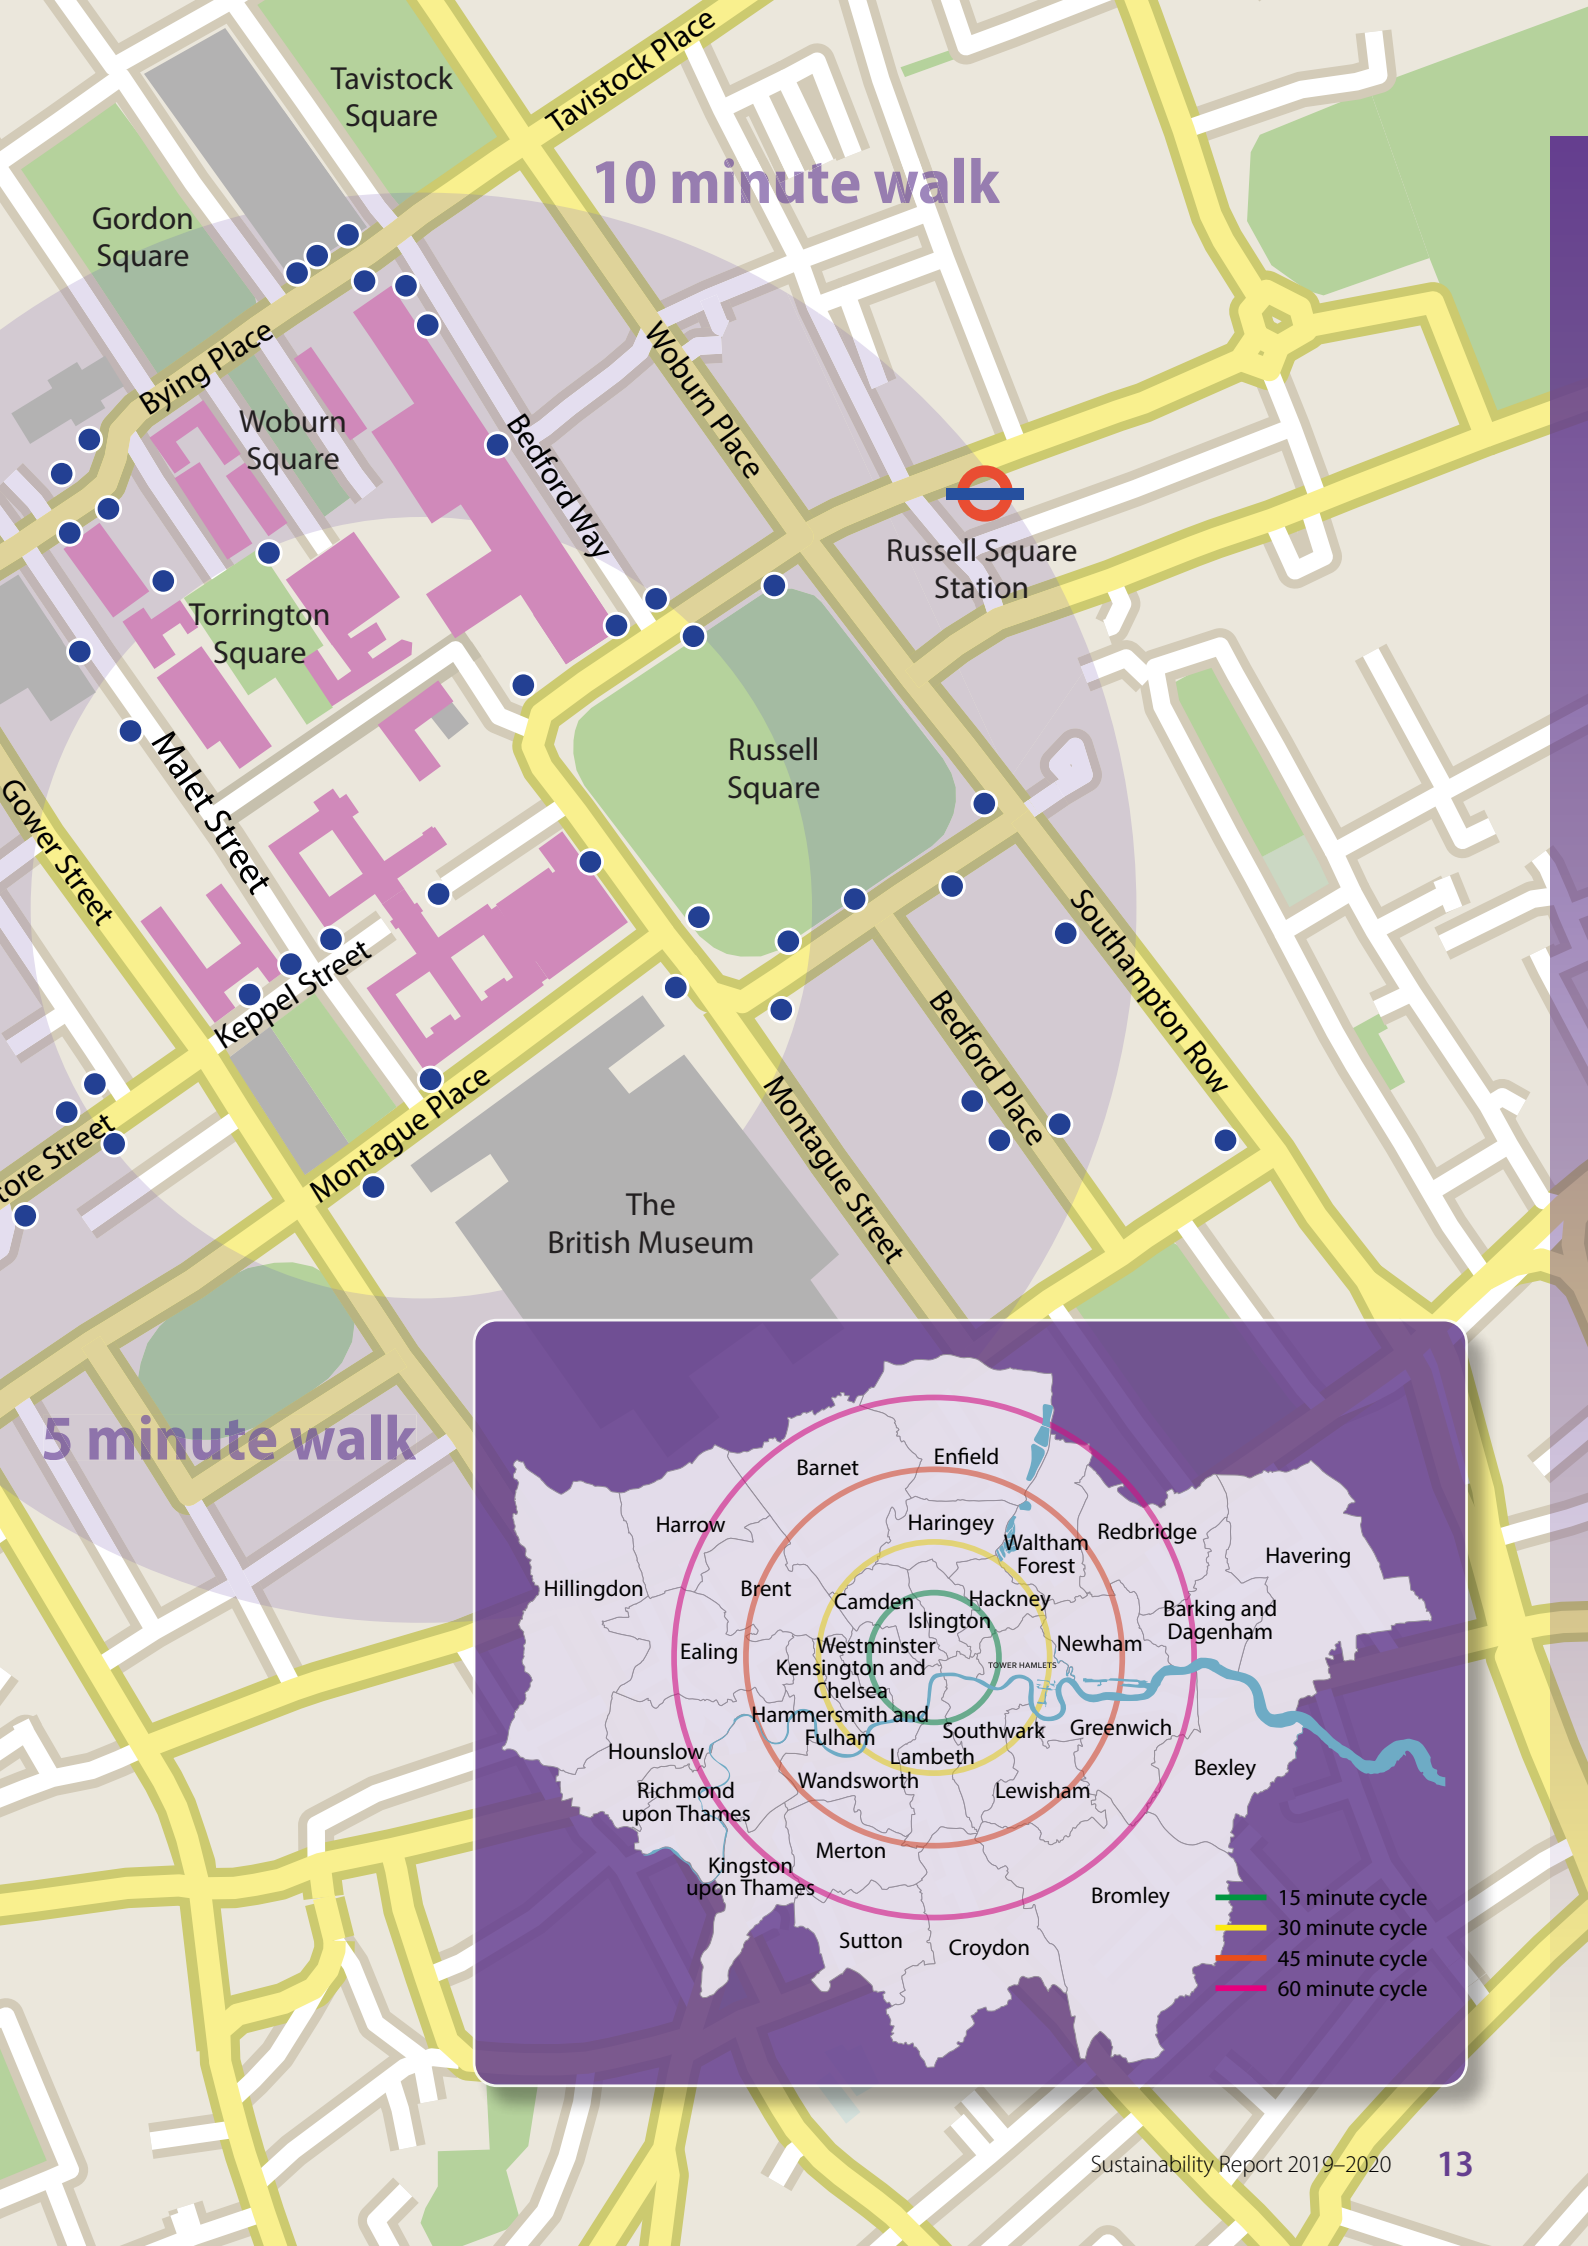 Tavistock
Square
Tavistock Place
10 minute walk
Gordon
Square
Bying Place
Woburn
Square
Woburn Place
Bedford Way
Russell Square
Station
Torrington
Square
Russell
Square
Malet Street
Gower Street
Keppel Street
Southampton Row
Bedford Place
Montague Place
Montague Street
tore Street
The
British Museum
5 minute walk
Barnet
Enfield
Harrow
Haringey
Waltham
Forest
Redbridge
Havering
Hillingdon
Brent
Camden
Hackney
Islington
Barking and
Dagenham
Ealing
Westminster
Newham
Kensington and
Chelsea
TOWER HAMLETS
Hammersmith and
Fulham
Southwark
Greenwich
Hounslow
Lambeth
Bexley
Richmond
upon Thames
Wandsworth
Lewisham
Merton
Kingston
upon Thames
Bromley
Sutton
Croydon
15 minute cycle
30 minute cycle
45 minute cycle
60 minute cycle
Sustainability Report 2019–2020 13